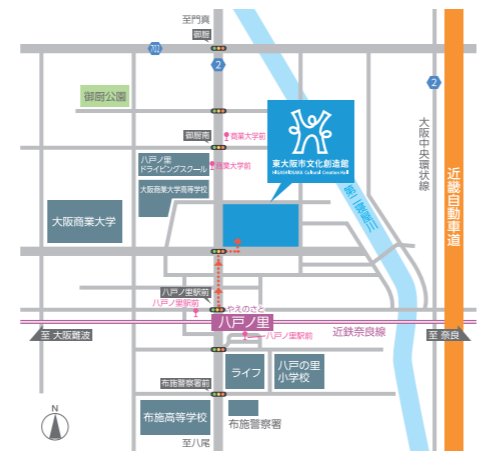 至門真
御厨
702
2
2
御厨公園
御厨南
商業大学前
八戸ノ里
ドライビングスクール
商業大学前
大阪商業大学高等学校
大阪商業大学
東大阪市文化創造館
HIGASHIOSAKA Cultural Creation Hall
第二寝屋川
大阪中央環状線
近畿自動車道
八戸ノ里駅前
八戸ノ里駅前
やえのさと
八戸ノ里
近鉄奈良線
至 大阪難波
至 奈良
八戸ノ里駅前
ライフ
八戸の里
小学校
布施警察署前
布施高等学校
布施警察署
至八尾
N